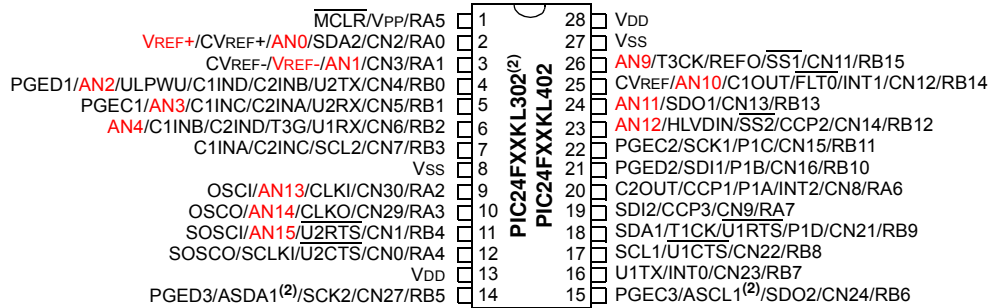 MCLR/VPP/RA5 1
VREF+/CVREF+/AN0/SDA2/CN2/RA0 2
CVREF-/VREF-/AN1/CN3/RA1 3
PGED1/AN2/ULPWU/C1IND/C2INB/U2TX/CN4/RB0 4
PGEC1/AN3/C1INC/C2INA/U2RX/CN5/RB1 5
AN4/C1INB/C2IND/T3G/U1RX/CN6/RB2 6
C1INA/C2INC/SCL2/CN7/RB3 7
VSS 8
OSCI/AN13/CLKI/CN30/RA2 9
OSCO/AN14/CLKO/CN29/RA3 10
SOSCI/AN15/U2RTS/CN1/RB4 11
SOSCO/SCLKI/U2CTS/CN0/RA4 12
VDD 13
PGED3/ASDA1(2)/SCK2/CN27/RB5 14
PIC24FXXKL302(2)
PIC24FXXKL402
28 VDD
27 VSS
26 AN9/T3CK/REFO/SS1/CN11/RB15
25 CVREF/AN10/C1OUT/FLT0/INT1/CN12/RB14
24 AN11/SDO1/CN13/RB13
23 AN12/HLVDIN/SS2/CCP2/CN14/RB12
22 PGEC2/SCK1/P1C/CN15/RB11
21 PGED2/SDI1/P1B/CN16/RB10
20 C2OUT/CCP1/P1A/INT2/CN8/RA6
19 SDI2/CCP3/CN9/RA7
18 SDA1/T1CK/U1RTS/P1D/CN21/RB9
17 SCL1/U1CTS/CN22/RB8
16 U1TX/INT0/CN23/RB7
15 PGEC3/ASCL1(2)/SDO2/CN24/RB6